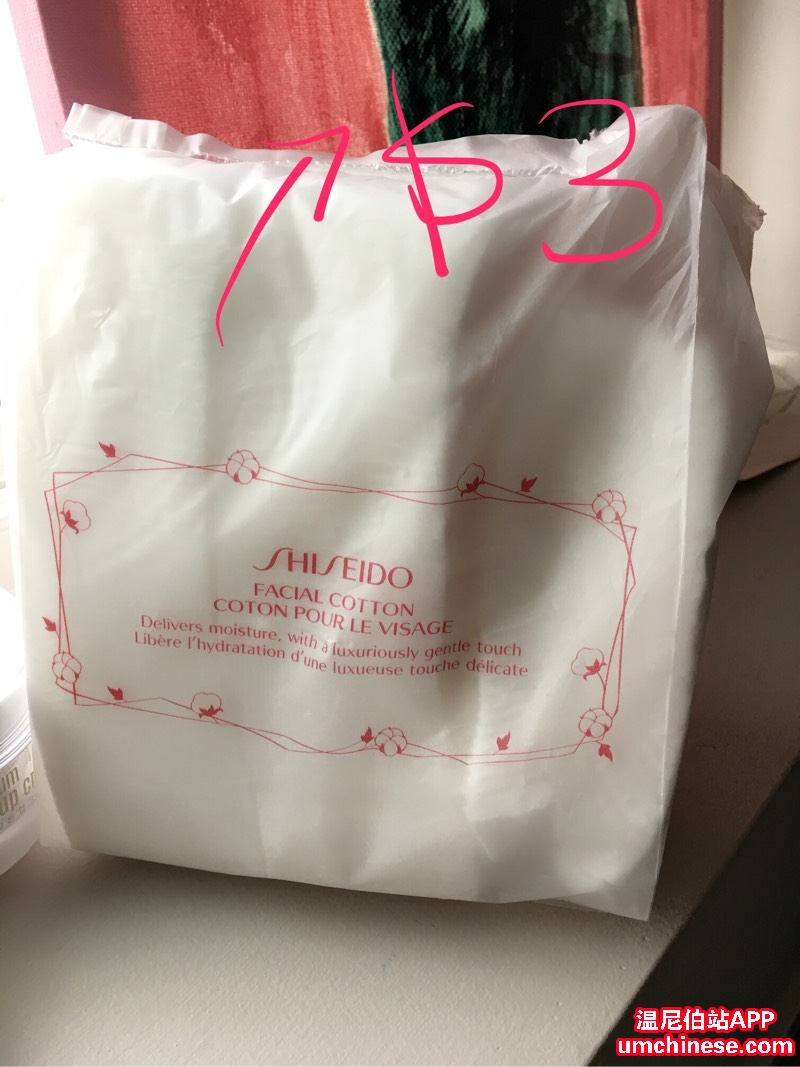 $3
SHISEIDO
FACIAL COTTON
COTON POUR LE VISAGE
Delivers moisture, with a luxuriously gentle touch
Libère l'hydratation d'une luxueuse touche délicate
up
温尼伯站APP
umchinese.com